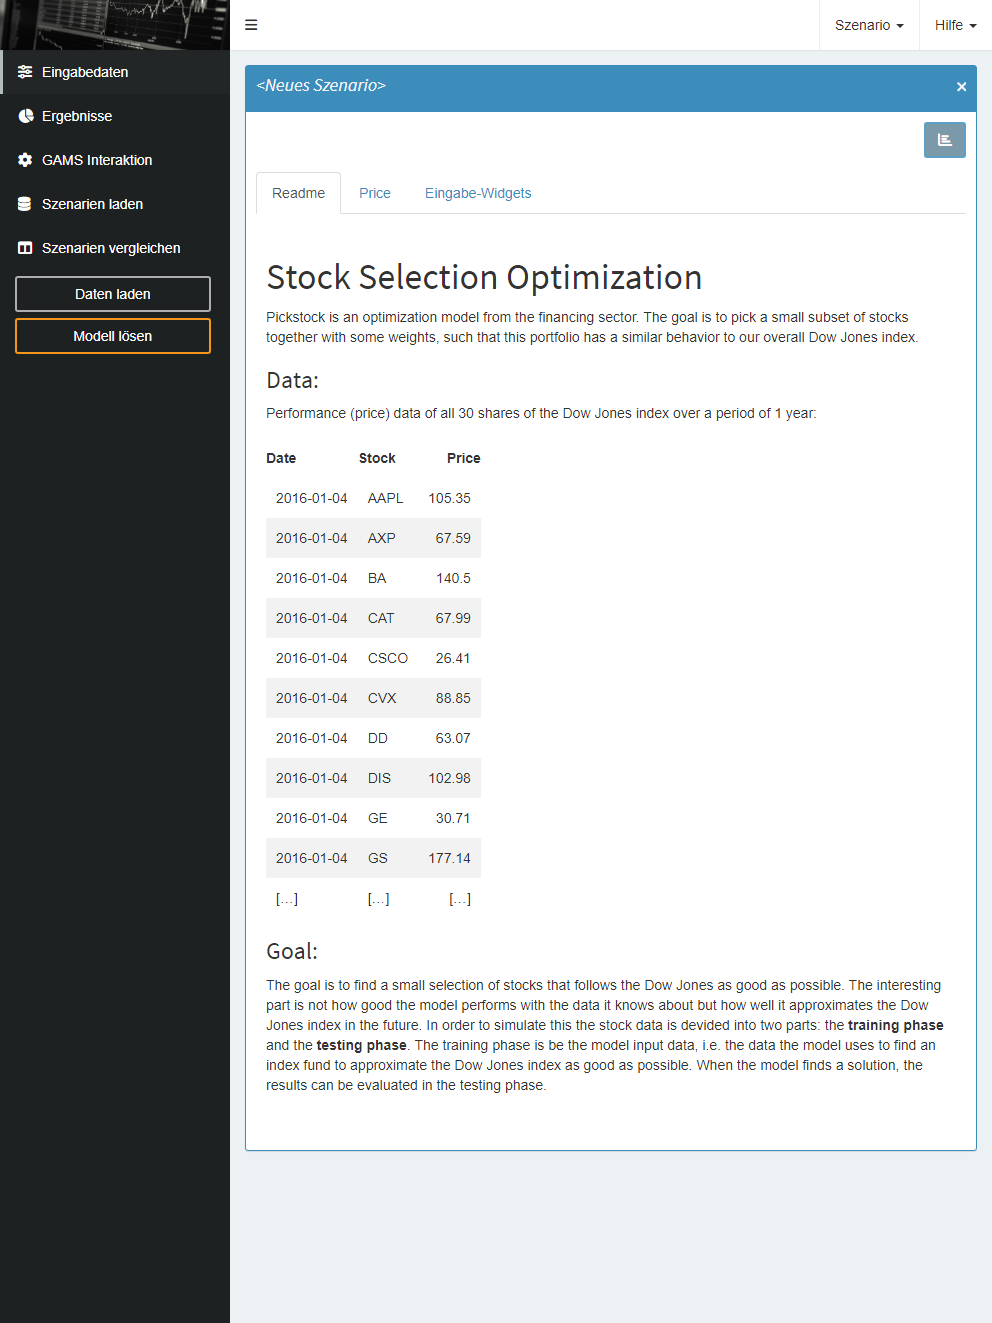 Szenario
Hilfe
Eingabedaten
Ergebnisse
GAMS Interaktion
Szenarien laden
Szenarien vergleichen
Daten laden
Modell lösen
<Neues Szenario>
×
Readme Price Eingabe-Widgets
Stock Selection Optimization
Pickstock is an optimization model from the financing sector. The goal is to pick a small subset of stocks
together with some weights, such that this portfolio has a similar behavior to our overall Dow Jones index.
Data:
Performance (price) data of all 30 shares of the Dow Jones index over a period of 1 year:
Date Stock Price
2016-01-04 AAPL 105.35
2016-01-04 AXP 67.59
2016-01-04 BA 140.5
2016-01-04 CAT 67.99
2016-01-04 CSCO 26.41
2016-01-04 CVX 88.85
2016-01-04 DD 63.07
2016-01-04 DIS 102.98
2016-01-04 GE 30.71
2016-01-04 GS 177.14
[…] […] […]
Goal:
The goal is to find a small selection of stocks that follows the Dow Jones as good as possible. The interesting
part is not how good the model performs with the data it knows about but how well it approximates the Dow
Jones index in the future. In order to simulate this the stock data is devided into two parts: the training phase
and the testing phase. The training phase is be the model input data, i.e. the data the model uses to find an
index fund to approximate the Dow Jones index as good as possible. When the model finds a solution, the
results can be evaluated in the testing phase.